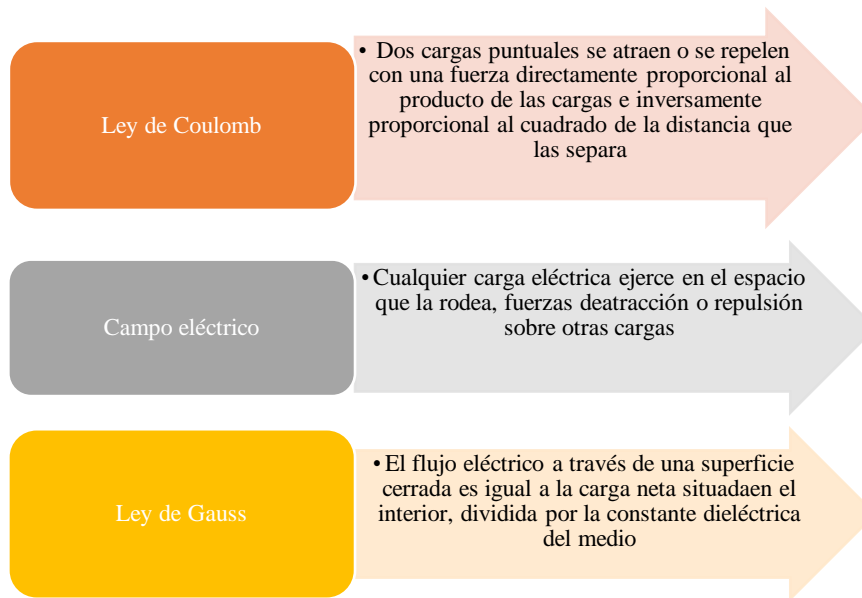 Ley de Coulomb
• Dos cargas puntuales se atraen o se repelen
con una fuerza directamente proporcional al
producto de las cargas e inversamente
proporcional al cuadrado de la distancia que
las separa
Campo eléctrico
• Cualquier carga eléctrica ejerce en el espacio
que la rodea, fuerzas deatracción o repulsión
sobre otras cargas
Ley de Gauss
• El flujo eléctrico a través de una superficie
cerrada es igual a la carga neta situadaen el
interior, dividida por la constante dieléctrica
del medio